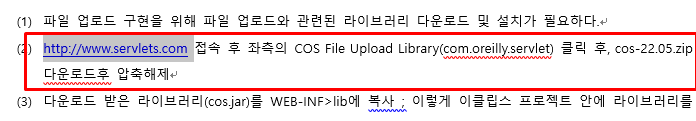 (1) 파일 업로드 구현을 위해 파일 업로드와 관련된 라이브러리 다운로드 및 설치가 필요하다.↵
(2) http://www.servlets.com 접속 후 좌측의 COS File Upload Library(com.oreilly.servlet) 클릭 후, cos-22.05.zip
다운로드후 압축해제↵
(3) 다운로드 받은 라이브러리(cos.jar)를 WEB-INF>lib에 복사 ; 이렇게 이클립스 프로젝트 안에 라이브러리를